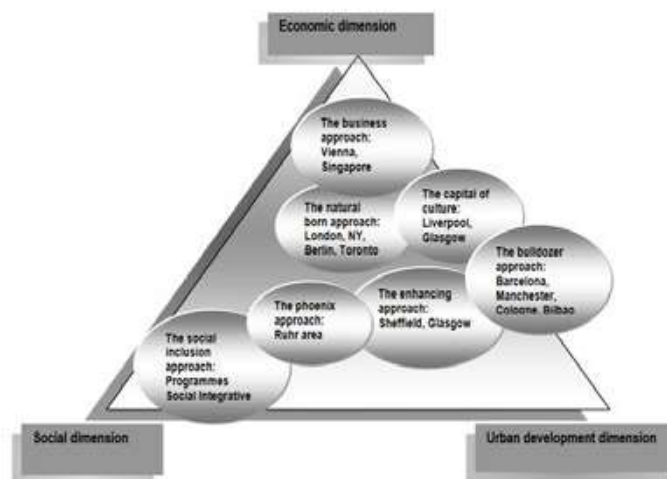 Economic dimension
The business
approach:
Vienna,
Singapore
The natural
born approach:
London, NY,
Berlin, Toronto
The capital of
culture:
Liverpool,
Glasgow
The bulldozer
approach:
Barcelona,
Manchester,
Cologne, Bilbao
The enhancing
approach:
Sheffield, Glasgow
The phoenix
approach:
Ruhr area
The social
inclusion
approach:
Programmes
Social Integrative
Social dimension
Urban development dimension